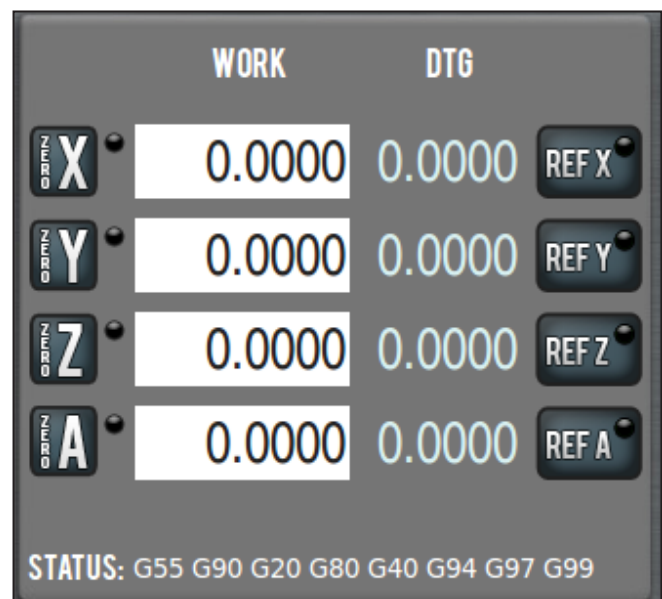 WORK DTG
ZERO X 0.0000 0.0000 REF X
ZERO Y 0.0000 0.0000 REF Y
ZERO Z 0.0000 0.0000 REF Z
ZERO A 0.0000 0.0000 REF A
STATUS: G55 G90 G20 G80 G40 G94 G97 G99